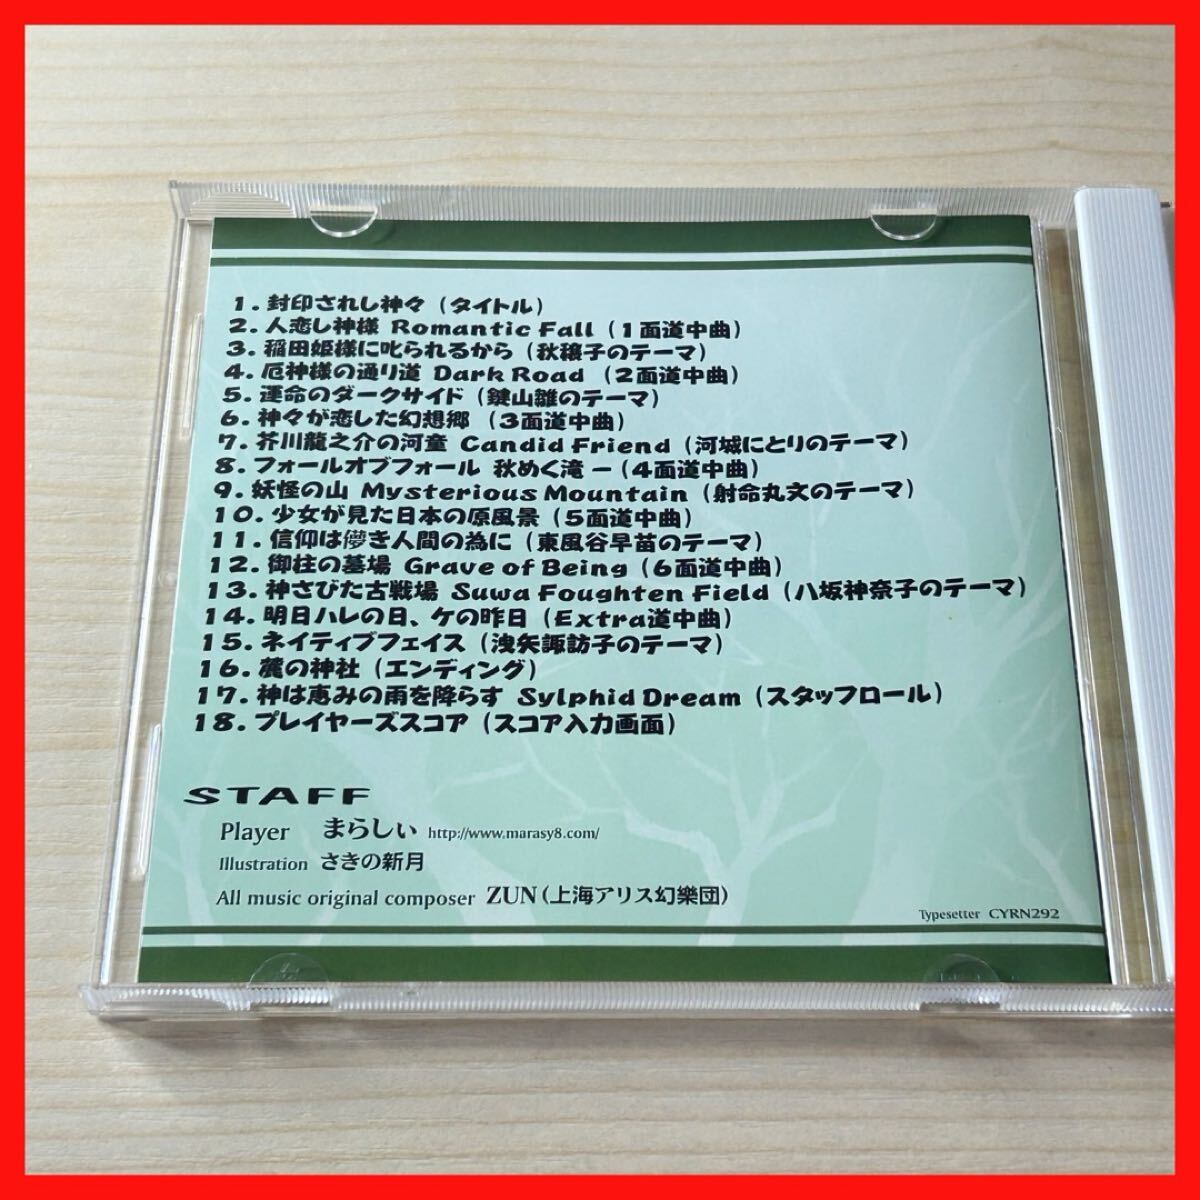 1. 封印されし神々 (タイトル)
2. 人恋し神様 Romantic Fall (1面道中曲)
3. 稲田姫様に叱られるから (秋穣子のテーマ)
4. 厄神様の通り道 Dark Road (2面道中曲)
5. 運命のダークサイド (鍵山雛のテーマ)
6. 神々が恋した幻想郷 (3面道中曲)
7. 芥川龍之介の河童 Candid Friend (河城にとりのテーマ)
8. フォールオブフォール 秋めく滝 ー (4面道中曲)
9. 妖怪の山 Mysterious Mountain (射命丸文のテーマ)
10. 少女が見た日本の原風景 (5面道中曲)
11. 信仰は儚き人間の為に (東風谷早苗のテーマ)
12. 御柱の墓場 Grave of Being (6面道中曲)
13. 神さびた古戦場 Suwa Foughten Field (八坂神奈子のテーマ)
14. 明日ハレの日、ケの昨日 (Extra道中曲)
15. ネイティブフェイス (洩矢諏訪子のテーマ)
16. 麓の神社 (エンディング)
17. 神は恵みの雨を降らす Sylphid Dream (スタッフロール)
18. プレイヤーズスコア (スコア入力画面)
STAFF
Player まらしぃ http://www.marasy8.com/
Illustration さきの新月
All music original composer ZUN (上海アリス幻樂団)
Typesetter CYRN292